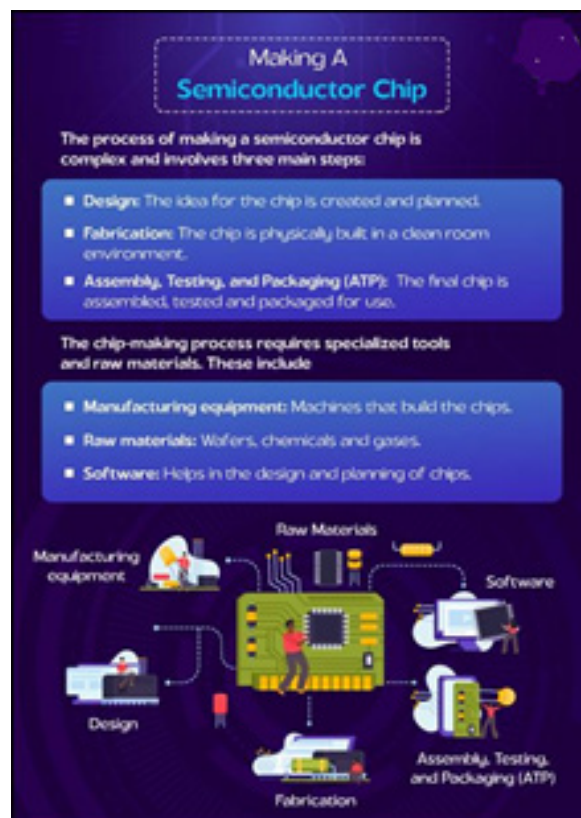 Making A
Semiconductor Chip
The process of making a semiconductor chip is
complex and involves three main steps:
Design: The idea for the chip is created and planned.
Fabrication: The chip is physically built in a clean room
environment.
Assembly, Testing, and Packaging (ATP): The final chip is
assembled, tested and packaged for use.
The chip-making process requires specialized tools
and raw materials. These include
Manufacturing equipment: Machines that build the chips.
Raw materials: Wafers, chemicals and gases.
Software: Helps in the design and planning of chips.
Raw Materials
Manufacturing
equipment
Software
Design
Assembly, Testing,
and Packaging (ATP)
Fabrication